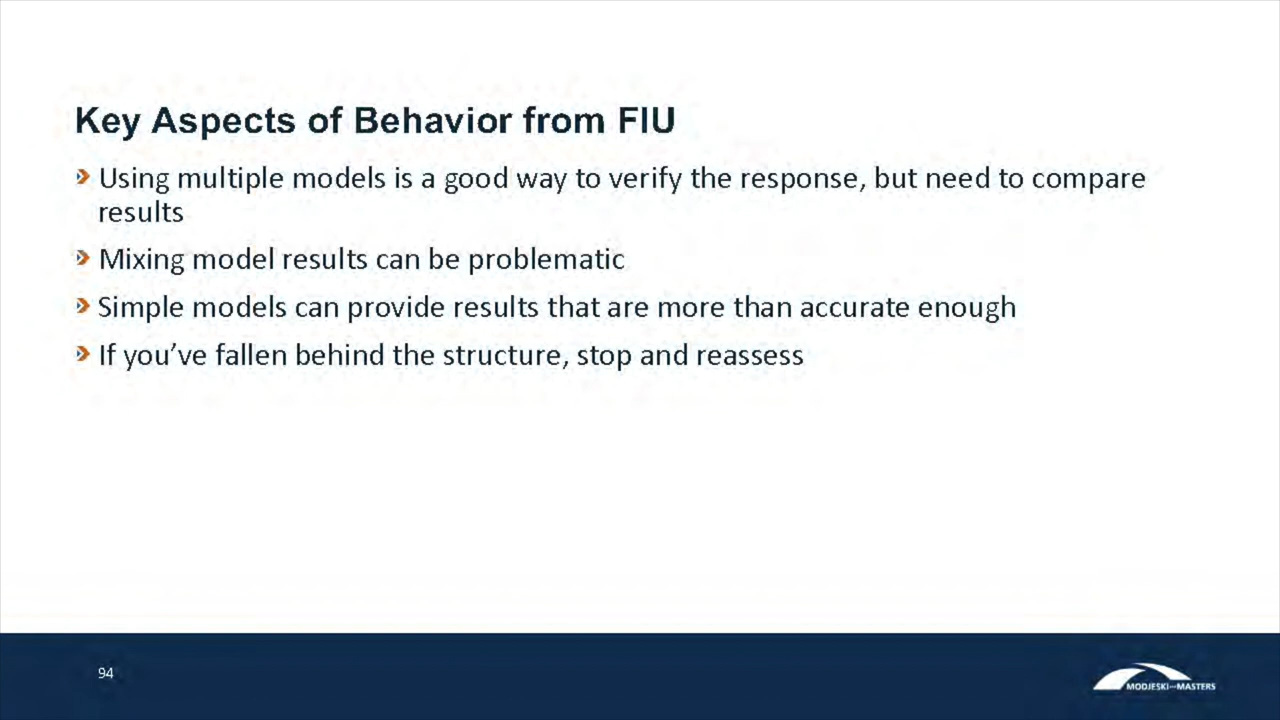 Key Aspects of Behavior from FIU
Using multiple models is a good way to verify the response, but need to compare
results
Mixing model results can be problematic
Simple models can provide results that are more than accurate enough
If you’ve fallen behind the structure, stop and reassess
94
MODJESKI and MASTERS